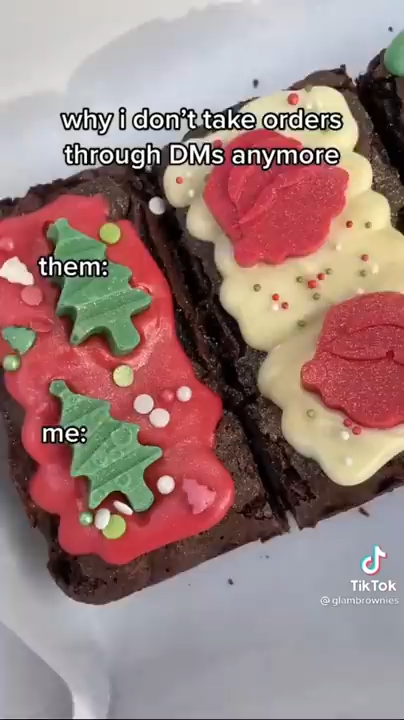 why i don't take orders
through DMs anymore
them:
me:
TikTok
@glambrownies